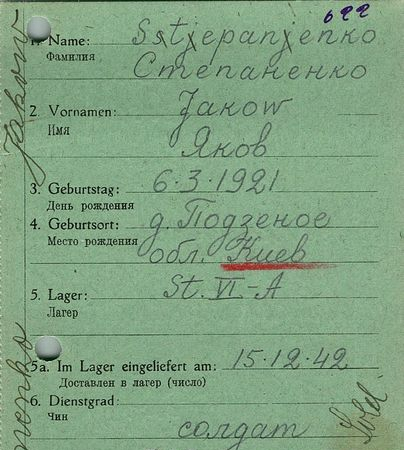 622
1. Name: Sstjepanjenko
Фамилия
Степаненко
2. Vornamen: Jakow
Имя
Яков
3. Geburtstag: 6.3.1921
День рождения
4. Geburtsort: д. Подзеное
Место рождения обл. Киев
5. Lager: St. VI-A
Лагерь
5a. Im Lager eingeliefert am: 15.12.42
Доставлен в лагерь (число)
6. Dienstgrad:
Чин
солдат
Sold.
Jakow